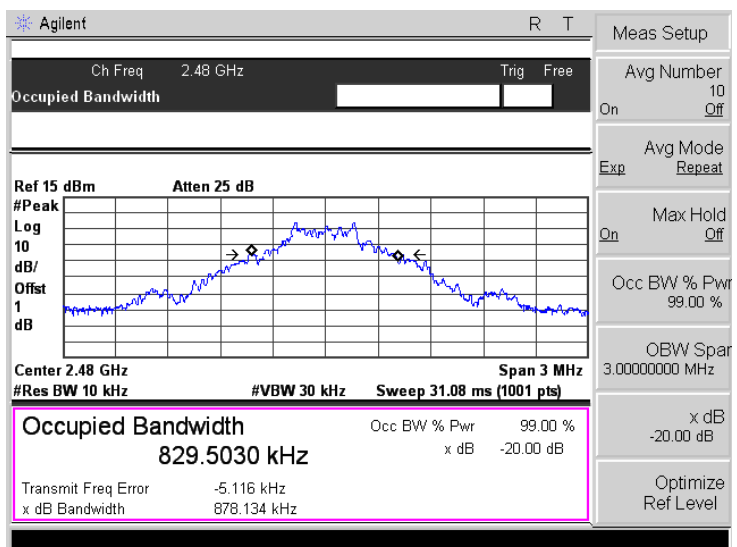 Agilent R T
Ch Freq 2.48 GHz Trig Free
Occupied Bandwidth
Ref 15 dBm Atten 25 dB
#Peak
Log
10
dB/
Offst
1
dB
Center 2.48 GHz Span 3 MHz
#Res BW 10 kHz #VBW 30 kHz Sweep 31.08 ms (1001 pts)
Occupied Bandwidth
829.5030 kHz
Occ BW % Pwr 99.00 %
x dB -20.00 dB
Transmit Freq Error -5.116 kHz
x dB Bandwidth 878.134 kHz
Meas Setup
Avg Number
10
On Off
Avg Mode
Exp Repeat
Max Hold
On Off
Occ BW % Pwr
99.00 %
OBW Span
3.00000000 MHz
x dB
-20.00 dB
Optimize
Ref Level